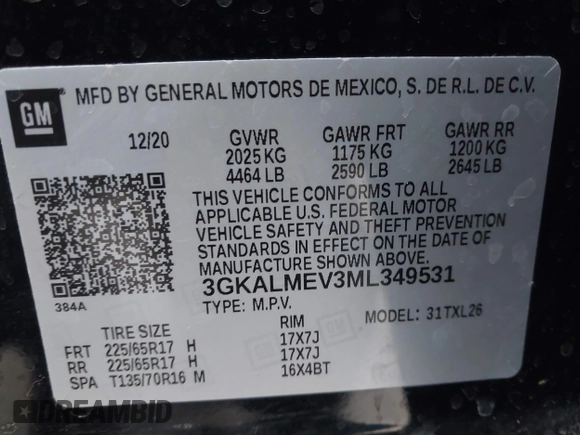 GM
MFD BY GENERAL MOTORS DE MEXICO, S. DE R.L. DE C.V.
12/20 GVWR GAWR FRT GAWR RR
2025 KG 1175 KG 1200 KG
4464 LB 2590 LB 2645 LB
THIS VEHICLE CONFORMS TO ALL
APPLICABLE U.S. FEDERAL MOTOR
VEHICLE SAFETY AND THEFT PREVENTION
STANDARDS IN EFFECT ON THE DATE OF
MANUFACTURE SHOWN ABOVE.
384A 3GKALMEV3ML349531
TYPE: M.P.V. MODEL: 31TXL26
TIRE SIZE RIM
FRT 225/65R17 H 17X7J
RR 225/65R17 H 17X7J
SPA T135/70R16 M 16X4BT
DREAMBID